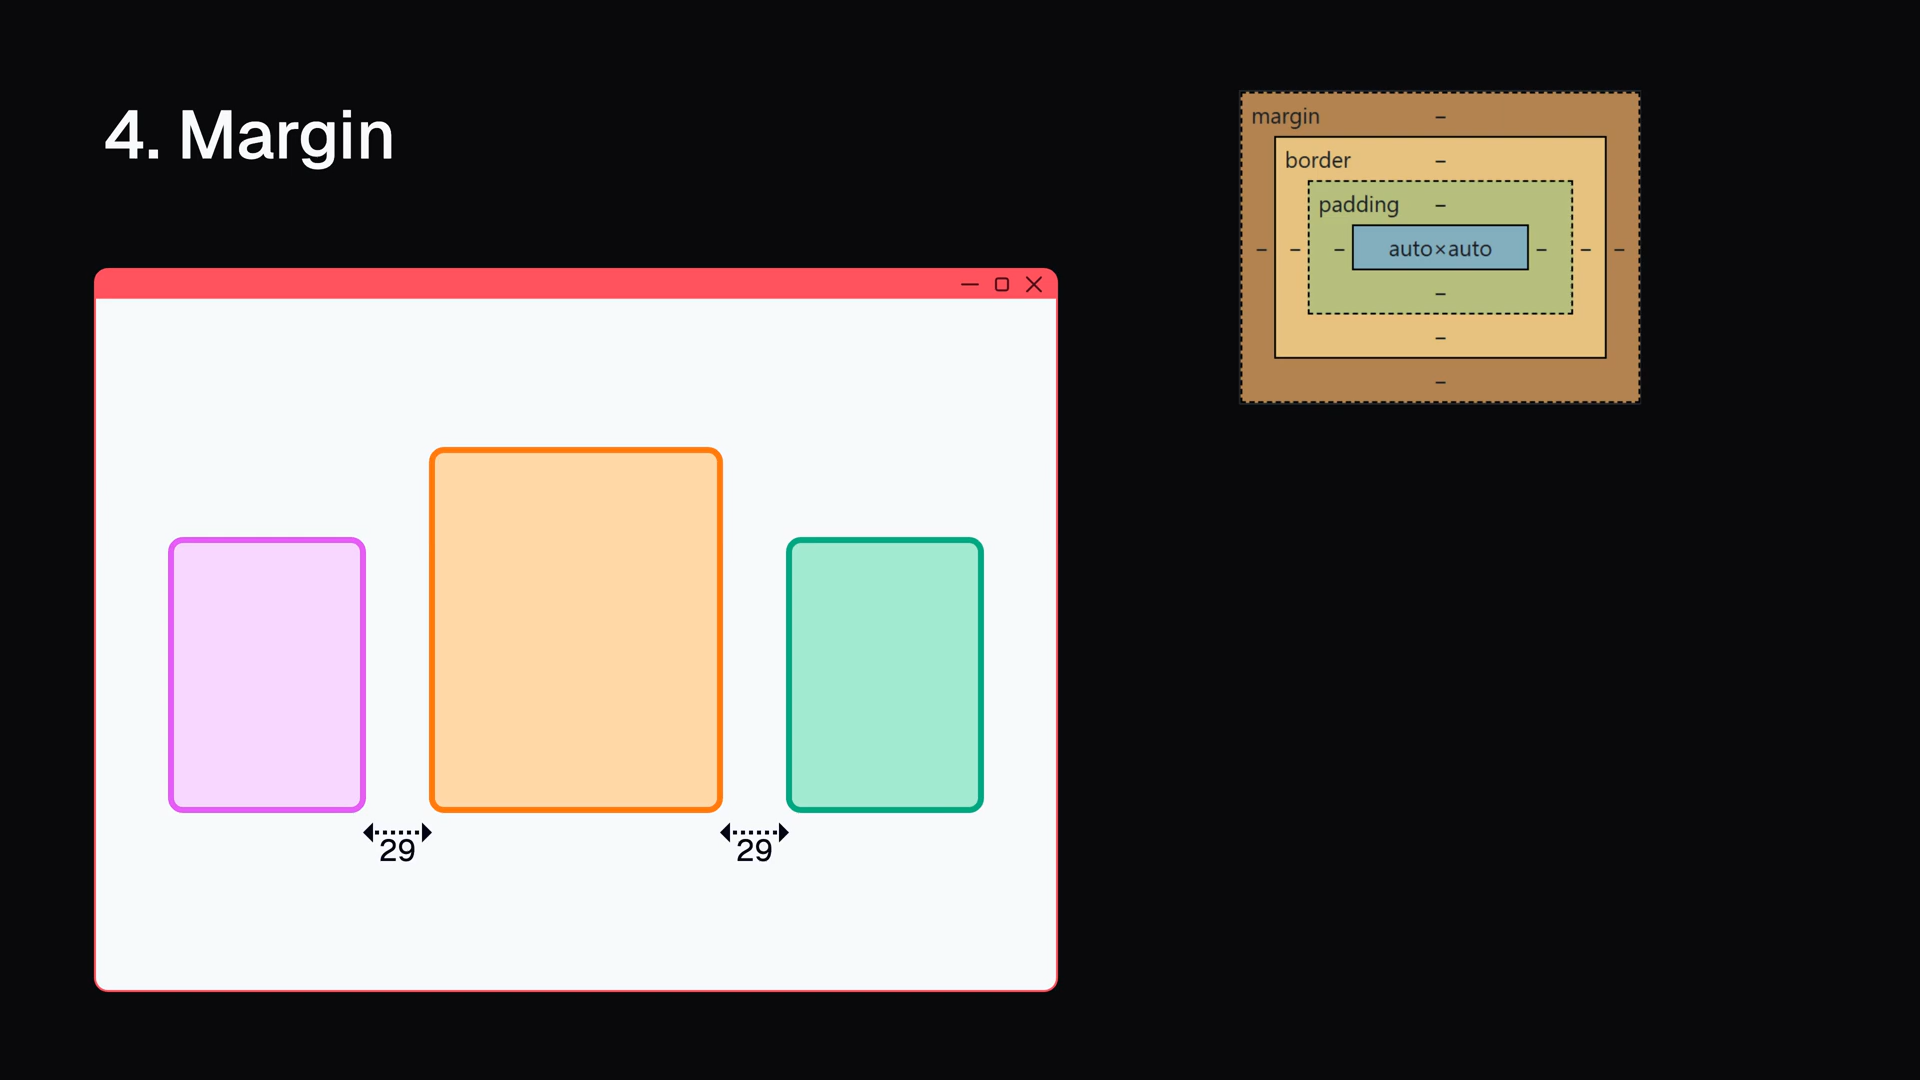 4. Margin
margin –
border –
padding –
– – – auto×auto – – –
–
–
–
29 29